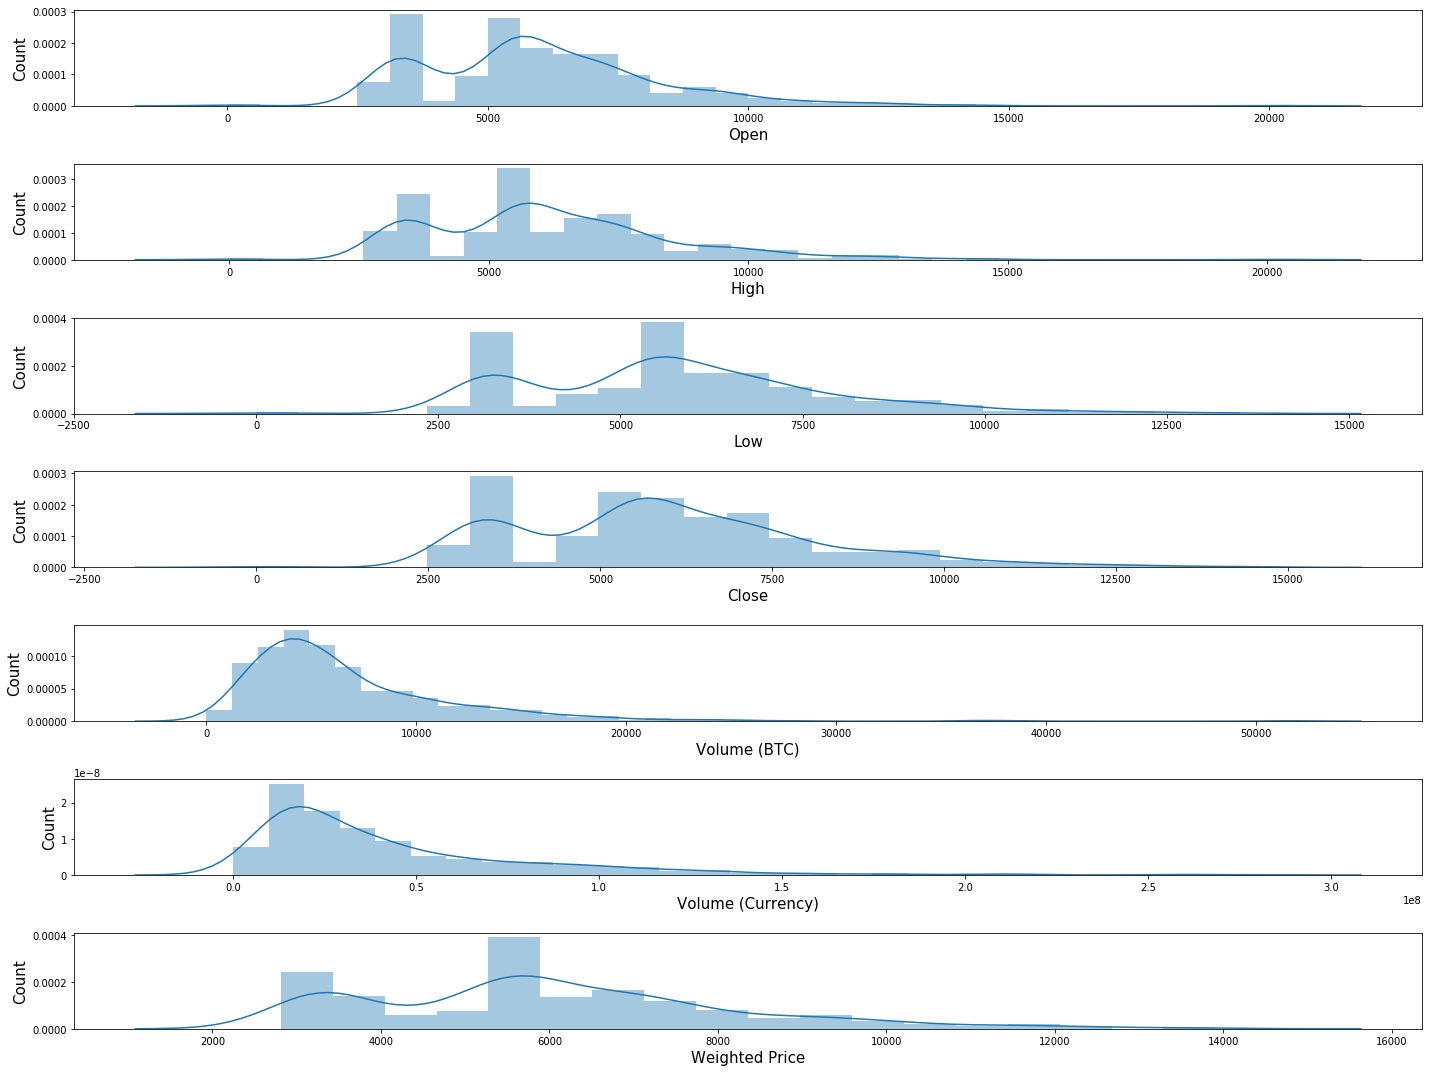 0.0003
0.0002
0.0001
0.0000
Count
0 5000 10000 15000 20000
Open
0.0003
0.0002
0.0001
0.0000
Count
0 5000 10000 15000 20000
High
0.0004
0.0002
0.0000
Count
−2500 0 2500 5000 7500 10000 12500 15000
Low
0.0003
0.0002
0.0001
0.0000
Count
−2500 0 2500 5000 7500 10000 12500 15000
Close
0.00010
0.00005
0.00000
Count
0 10000 20000 30000 40000 50000
Volume (BTC)
1e−8
2
1
0
Count
0.0 0.5 1.0 1.5 2.0 2.5 3.0
1e8
Volume (Currency)
0.0004
0.0002
0.0000
Count
2000 4000 6000 8000 10000 12000 14000 16000
Weighted Price